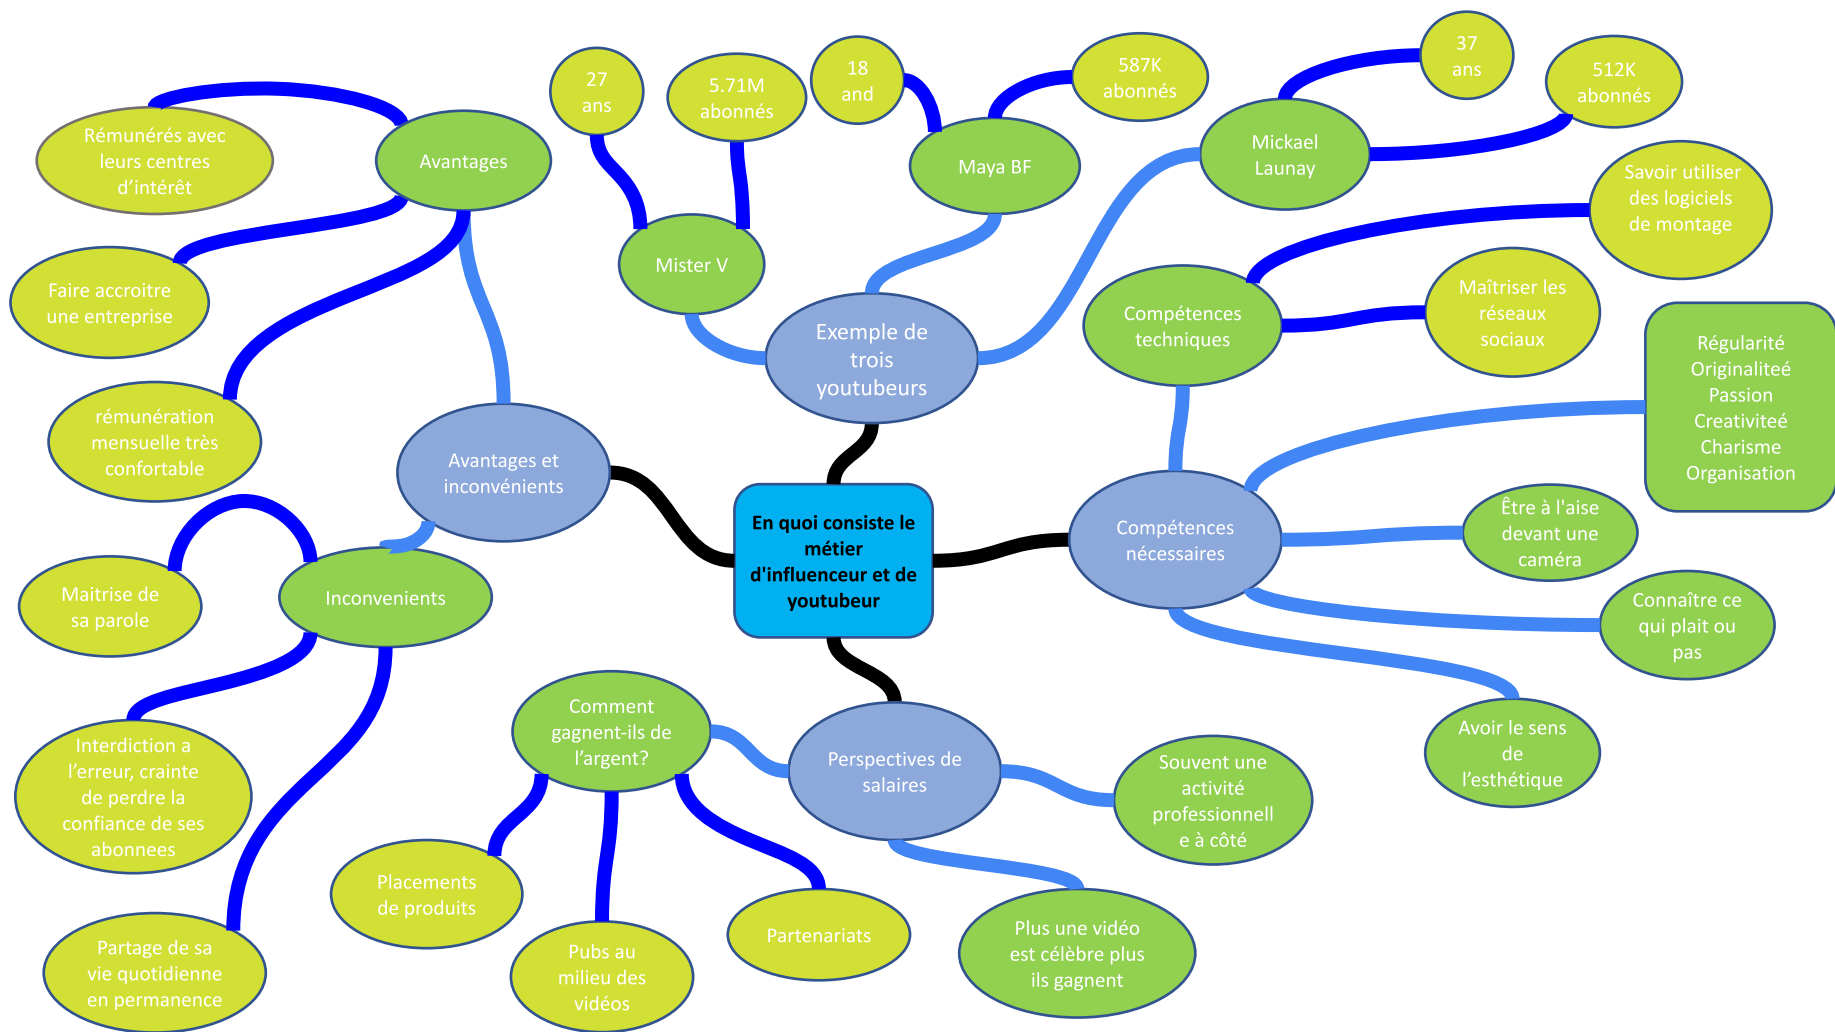 En quoi consiste le
métier
d'influenceur et de
youtubeur
Exemple de
trois
youtubeurs
Mister V
27
ans
5.71M
abonnés
Maya BF
18
and
587K
abonnés
Mickael
Launay
37
ans
512K
abonnés
Compétences
nécessaires
Compétences
techniques
Savoir utiliser
des logiciels
de montage
Maîtriser les
réseaux
sociaux
Régularité
Originaliteé
Passion
Creativiteé
Charisme
Organisation
Être à l'aise
devant une
caméra
Connaître ce
qui plait ou
pas
Avoir le sens
de
l’esthétique
Perspectives de
salaires
Souvent une
activité
professionnell
e à côté
Plus une vidéo
est célèbre plus
ils gagnent
Comment
gagnent-ils de
l’argent?
Placements
de produits
Pubs au
milieu des
vidéos
Partenariats
Avantages et
inconvénients
Avantages
Rémunérés avec
leurs centres
d’intérêt
Faire accroitre
une entreprise
rémunération
mensuelle très
confortable
Inconvenients
Maitrise de
sa parole
Interdiction a
l’erreur, crainte
de perdre la
confiance de ses
abonnees
Partage de sa
vie quotidienne
en permanence